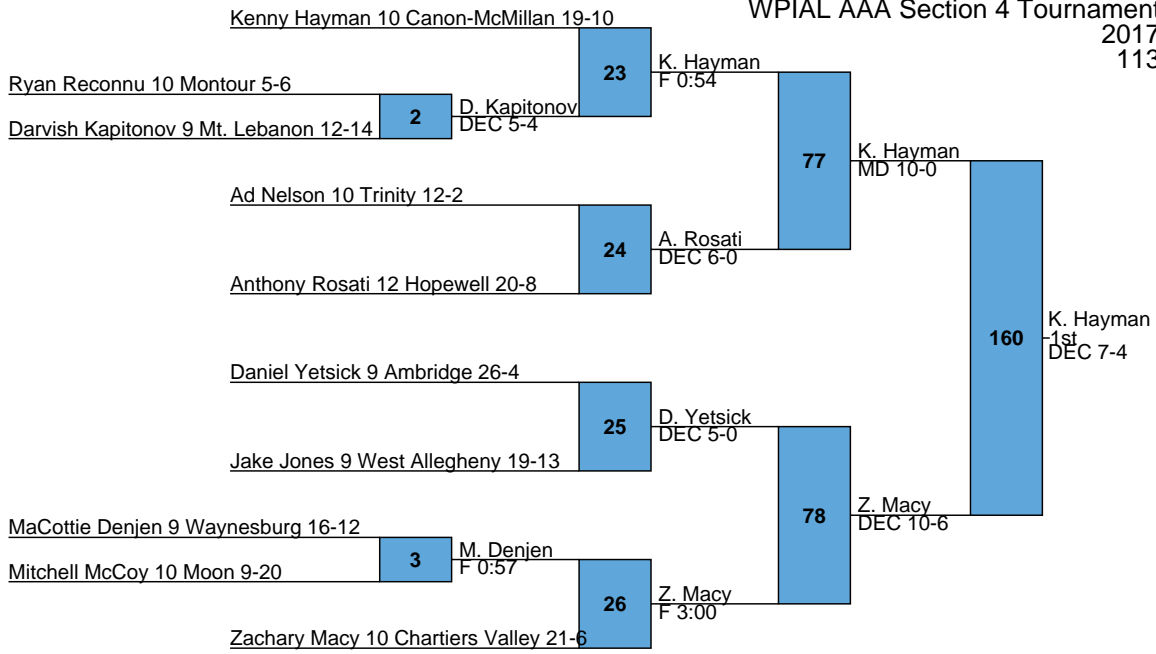 WPIAL AAA Section 4 Tournament
2017
113
Kenny Hayman 10 Canon-McMillan 19-10
23
K. Hayman
F 0:54
Ryan Reconnu 10 Montour 5-6
2
D. Kapitonov
DEC 5-4
Darvish Kapitonov 9 Mt. Lebanon 12-14
77
K. Hayman
MD 10-0
Ad Nelson 10 Trinity 12-2
24
A. Rosati
DEC 6-0
Anthony Rosati 12 Hopewell 20-8
160
K. Hayman
1st
DEC 7-4
Daniel Yetsick 9 Ambridge 26-4
25
D. Yetsick
DEC 5-0
Jake Jones 9 West Allegheny 19-13
78
Z. Macy
DEC 10-6
MaCottie Denjen 9 Waynesburg 16-12
3
M. Denjen
F 0:57
Mitchell McCoy 10 Moon 9-20
26
Z. Macy
F 3:00
Zachary Macy 10 Chartiers Valley 21-6